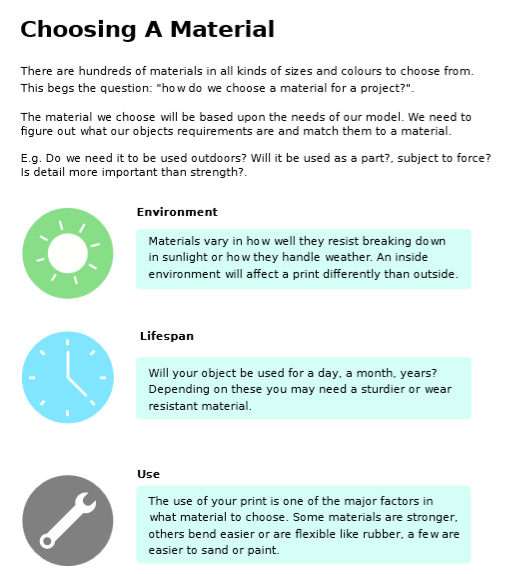 Choosing A Material
There are hundreds of materials in all kinds of sizes and colours to choose from.
This begs the question: "how do we choose a material for a project?".
The material we choose will be based upon the needs of our model. We need to
figure out what our objects requirements are and match them to a material.
E.g. Do we need it to be used outdoors? Will it be used as a part?, subject to force?
Is detail more important than strength?.
Environment
Materials vary in how well they resist breaking down
in sunlight or how they handle weather. An inside
environment will affect a print differently than outside.
Lifespan
Will your object be used for a day, a month, years?
Depending on these you may need a sturdier or wear
resistant material.
Use
The use of your print is one of the major factors in
what material to choose. Some materials are stronger,
others bend easier or are flexible like rubber, a few are
easier to sand or paint.